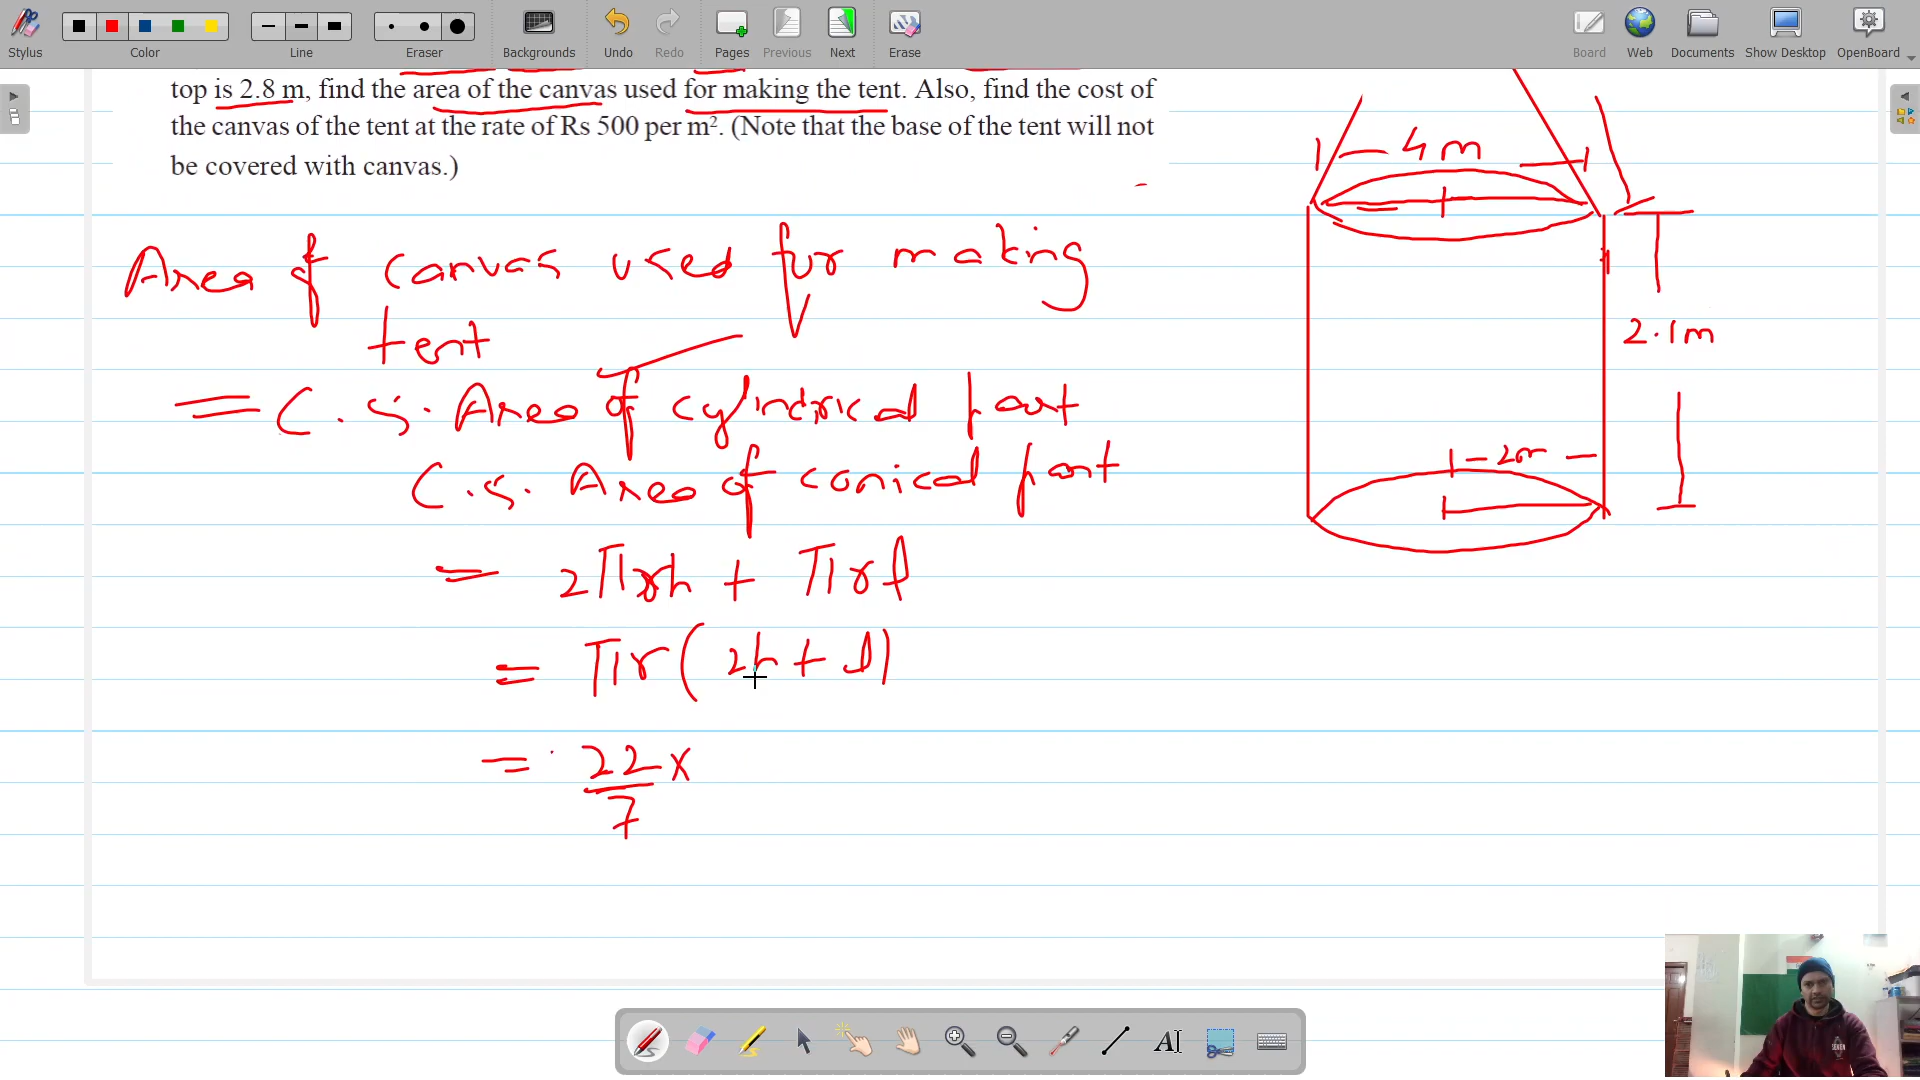 Stylus Color Line Eraser Backgrounds Undo Redo Pages Previous Next Erase Board Web Documents Show Desktop OpenBoard
top is 2.8 m, find the area of the canvas used for making the tent. Also, find the cost of
the canvas of the tent at the rate of Rs 500 per m². (Note that the base of the tent will not
be covered with canvas.)
4 m
Area of canvas used for making
tent
2.1m
= C. S. Area of cylindrical part
2m
C.S. Area of conical part
= 2πrh + πrl
= πr(2h + l)
= 22/7 x